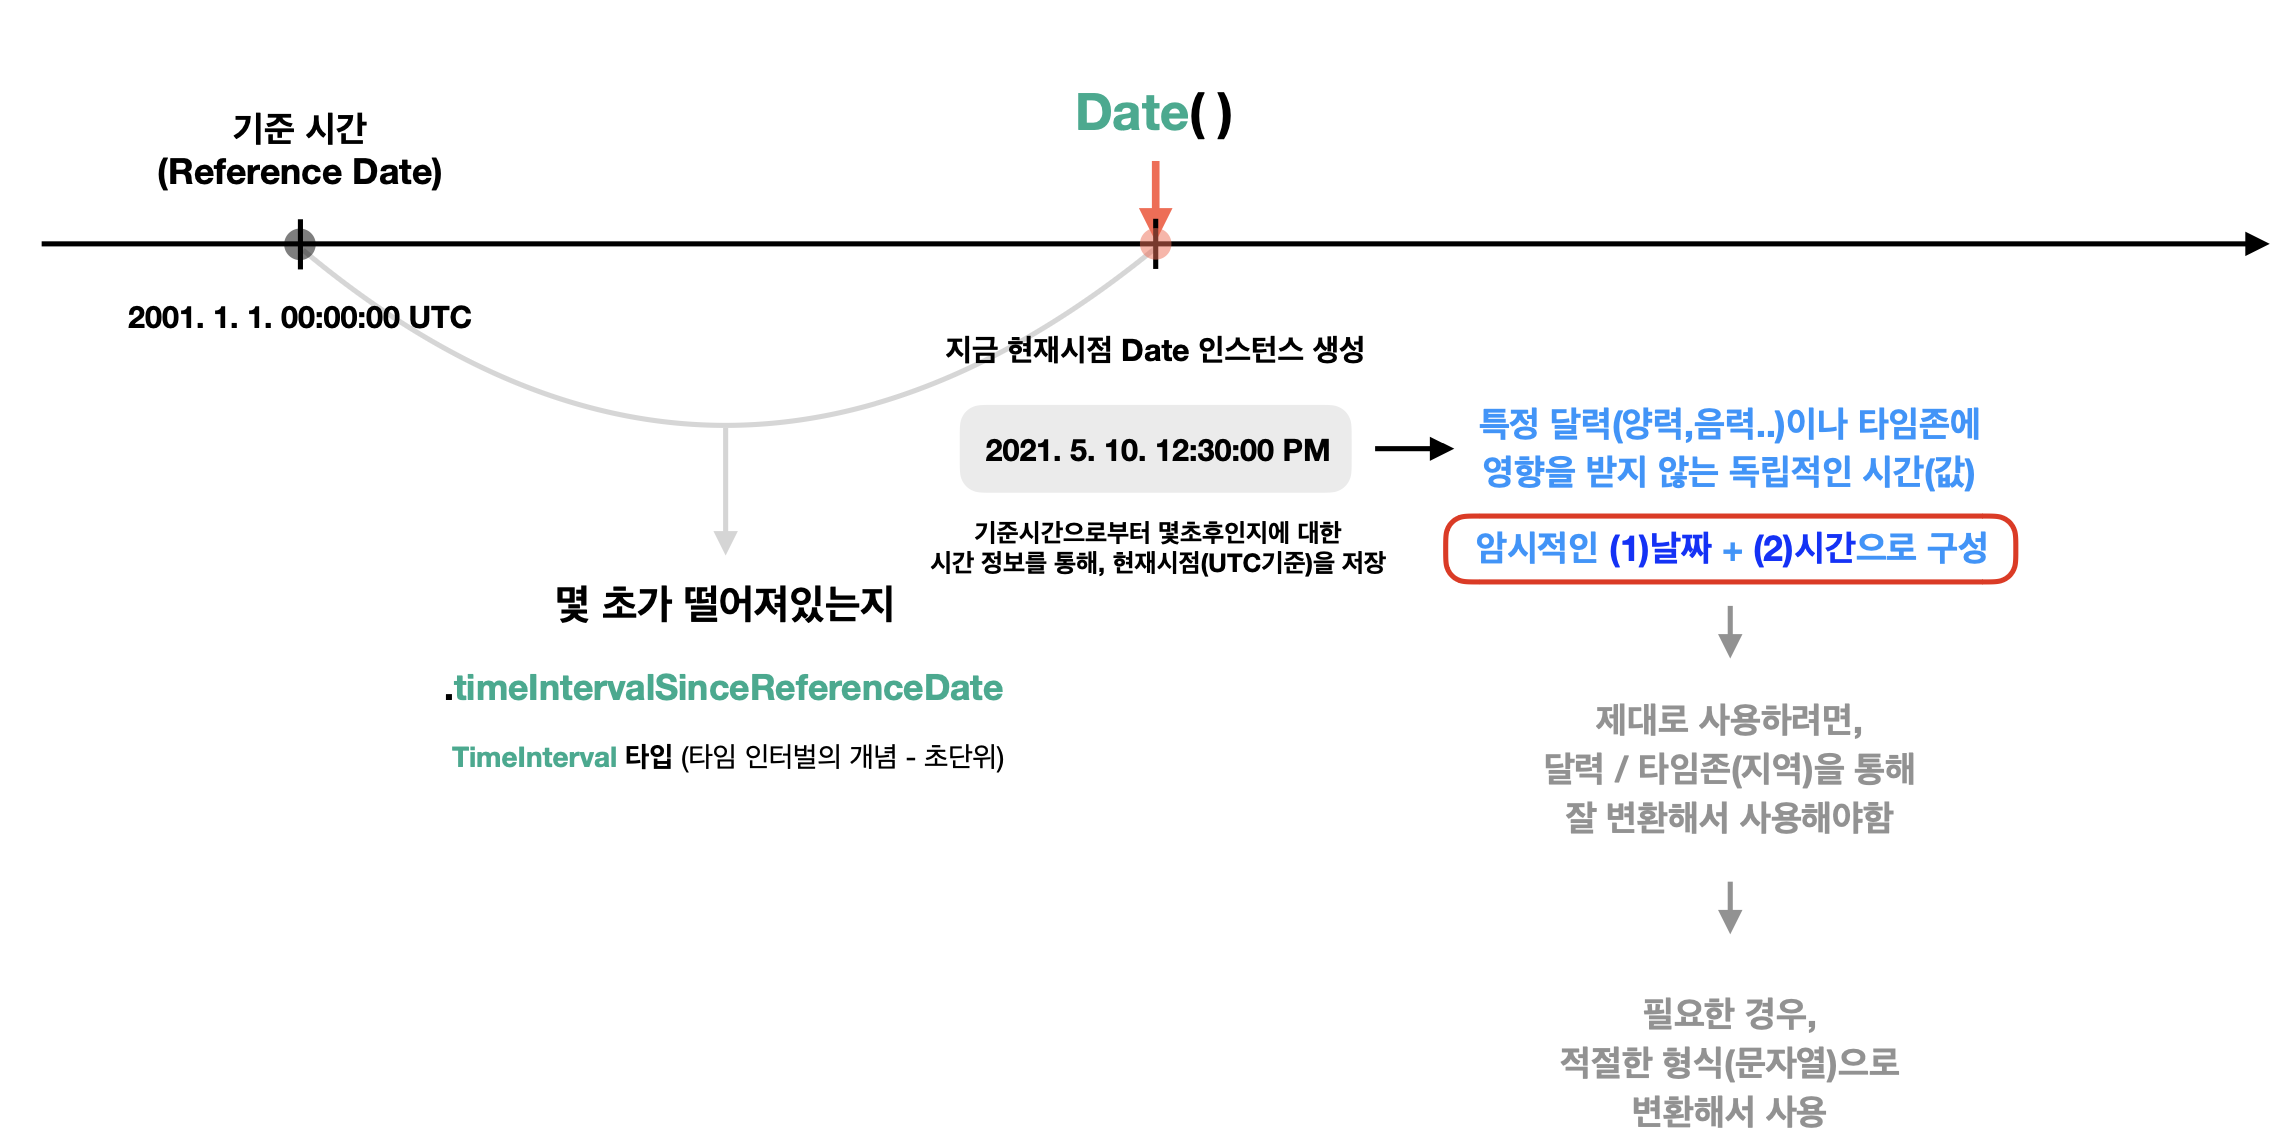 기준 시간
(Reference Date)
Date( )
2001. 1. 1. 00:00:00 UTC
지금 현재시점 Date 인스턴스 생성
2021. 5. 10. 12:30:00 PM
기준시간으로부터 몇초후인지에 대한
시간 정보를 통해, 현재시점(UTC기준)을 저장
몇 초가 떨어져있는지
.timeIntervalSinceReferenceDate
TimeInterval 타입 (타임 인터벌의 개념 - 초단위)
특정 달력(양력,음력..)이나 타임존에
영향을 받지 않는 독립적인 시간(값)
암시적인 (1)날짜 + (2)시간으로 구성
제대로 사용하려면,
달력 / 타임존(지역)을 통해
잘 변환해서 사용해야함
필요한 경우,
적절한 형식(문자열)으로
변환해서 사용